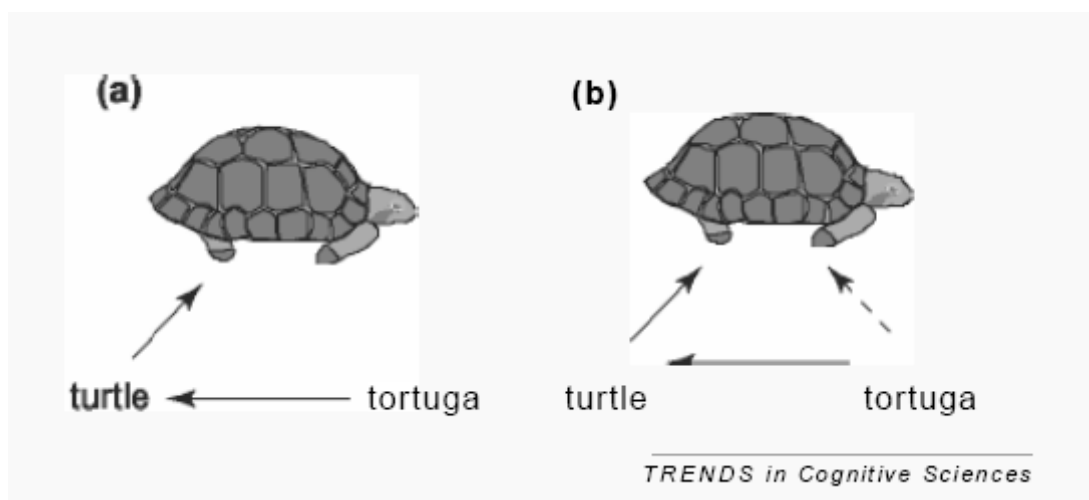 (a)
(b)
turtle
tortuga
turtle
tortuga
TRENDS in Cognitive Sciences